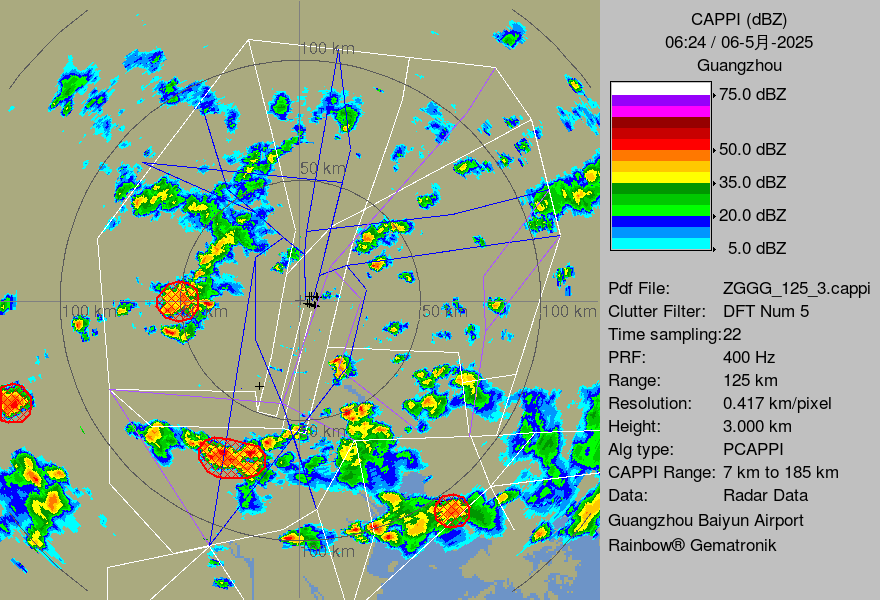 CAPPI (dBZ)
06:24 / 06-5月-2025
Guangzhou
75.0 dBZ
50.0 dBZ
35.0 dBZ
20.0 dBZ
5.0 dBZ
Pdf File: ZGGG_125_3.cappi
Clutter Filter: DFT Num 5
Time sampling:22
PRF: 400 Hz
Range: 125 km
Resolution: 0.417 km/pixel
Height: 3.000 km
Alg type: PCAPPI
CAPPI Range: 7 km to 185 km
Data: Radar Data
Guangzhou Baiyun Airport
Rainbow® Gematronik
100 km
50 km
100 km
km
50 km
100 km
km
km